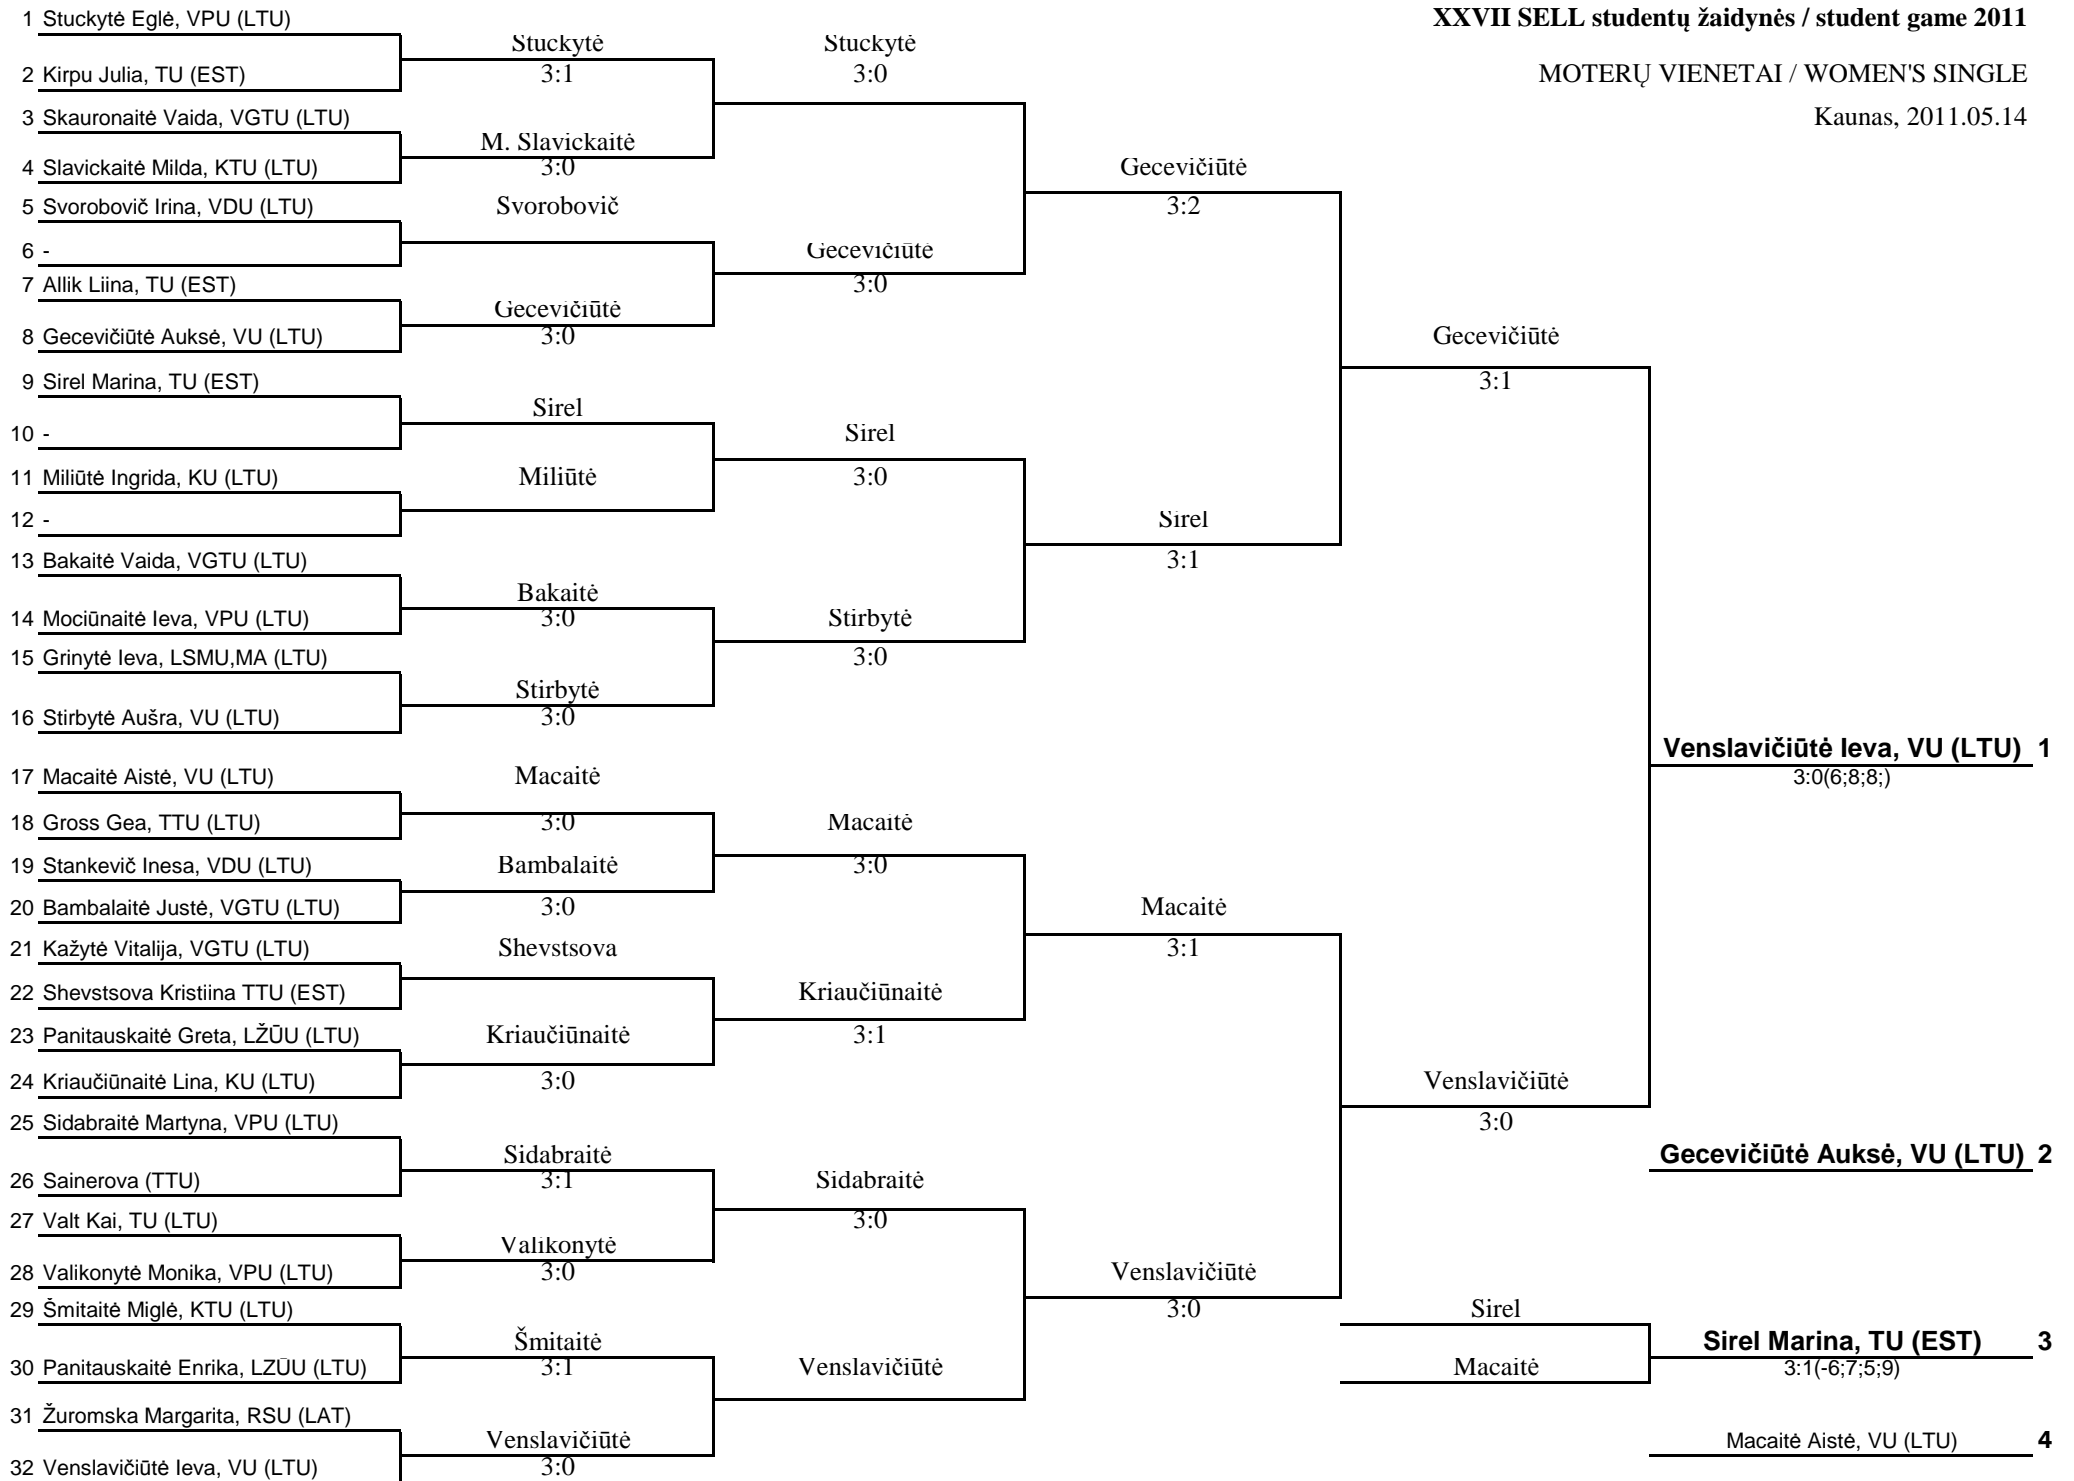 XXVII SELL studentų žaidynės / student game 2011
MOTERŲ VIENETAI / WOMEN'S SINGLE
Kaunas, 2011.05.14
1 Stuckytė Eglė, VPU (LTU)
2 Kirpu Julia, TU (EST)
3 Skauronaitė Vaida, VGTU (LTU)
4 Slavickaitė Milda, KTU (LTU)
5 Svorobovič Irina, VDU (LTU)
6 -
7 Allik Liina, TU (EST)
8 Gecevičiūtė Auksė, VU (LTU)
9 Sirel Marina, TU (EST)
10 -
11 Miliūtė Ingrida, KU (LTU)
12 -
13 Bakaitė Vaida, VGTU (LTU)
14 Mociūnaitė Ieva, VPU (LTU)
15 Grinytė Ieva, LSMU,MA (LTU)
16 Stirbytė Aušra, VU (LTU)
17 Macaitė Aistė, VU (LTU)
18 Gross Gea, TTU (LTU)
19 Stankevič Inesa, VDU (LTU)
20 Bambalaitė Justė, VGTU (LTU)
21 Kažytė Vitalija, VGTU (LTU)
22 Shevstsova Kristiina TTU (EST)
23 Panitauskaitė Greta, LŽŪU (LTU)
24 Kriaučiūnaitė Lina, KU (LTU)
25 Sidabraitė Martyna, VPU (LTU)
26 Sainerova (TTU)
27 Valt Kai, TU (LTU)
28 Valikonytė Monika, VPU (LTU)
29 Šmitaitė Miglė, KTU (LTU)
30 Panitauskaitė Enrika, LZŪU (LTU)
31 Žuromska Margarita, RSU (LAT)
32 Venslavičiūtė Ieva, VU (LTU)
Stuckytė
3:1
M. Slavickaitė
3:0
Svorobovič
Gecevičiūtė
3:0
Sirel
Miliūtė
Bakaitė
3:0
Stirbytė
3:0
Macaitė
3:0
Bambalaitė
3:0
Shevstsova
Kriaučiūnaitė
3:0
Sidabraitė
3:1
Valikonytė
3:0
Šmitaitė
3:1
Venslavičiūtė
3:0
Stuckytė
3:0
Gecevičiūtė
3:0
Sirel
3:0
Stirbytė
3:0
Macaitė
3:0
Kriaučiūnaitė
3:1
Sidabraitė
3:0
Venslavičiūtė
Gecevičiūtė
3:2
Sirel
3:1
Macaitė
3:1
Venslavičiūtė
3:0
Gecevičiūtė
3:1
Venslavičiūtė
3:0
Sirel
Macaitė
Venslavičiūtė Ieva, VU (LTU) 1
3:0(6;8;8;)
Gecevičiūtė Auksė, VU (LTU) 2
Sirel Marina, TU (EST) 3
3:1(-6;7;5;9)
Macaitė Aistė, VU (LTU) 4